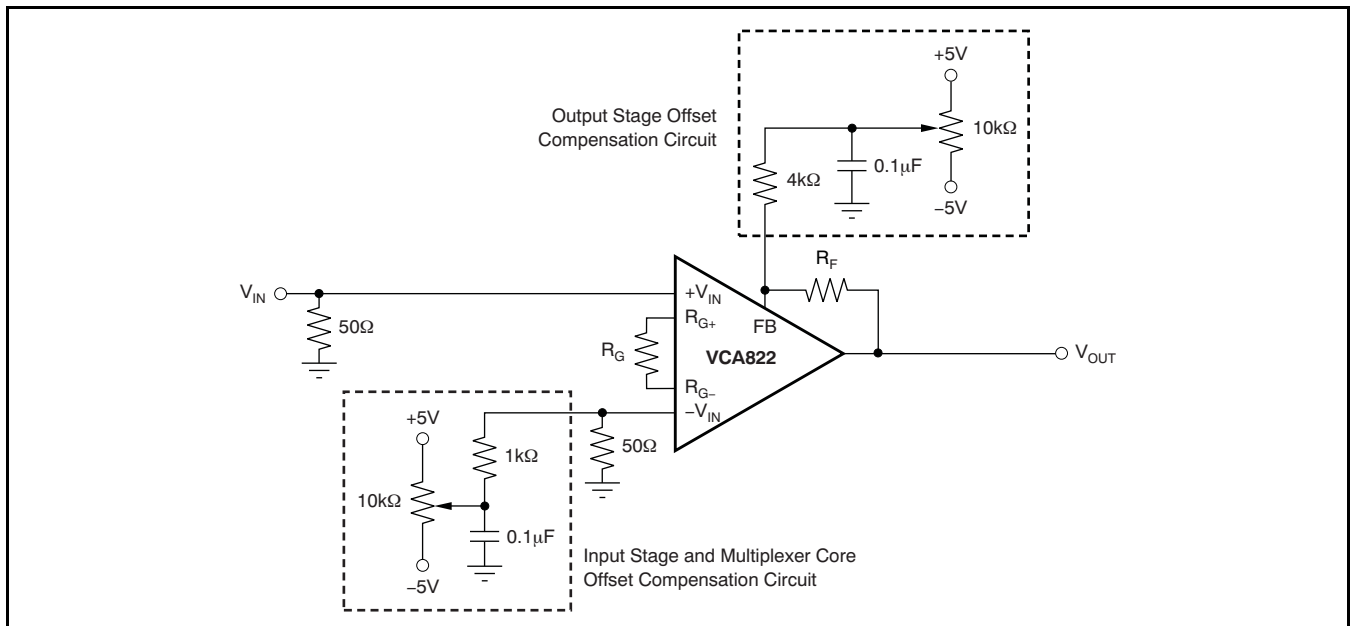 +5V
Output Stage Offset
Compensation Circuit
10kΩ
0.1µF
4kΩ
−5V
R_F
V_IN
+V_IN
R_G+
FB
50Ω
R_G
VCA822
V_OUT
R_G−
−V_IN
+5V
1kΩ
50Ω
10kΩ
0.1µF
−5V
Input Stage and Multiplexer Core
Offset Compensation Circuit